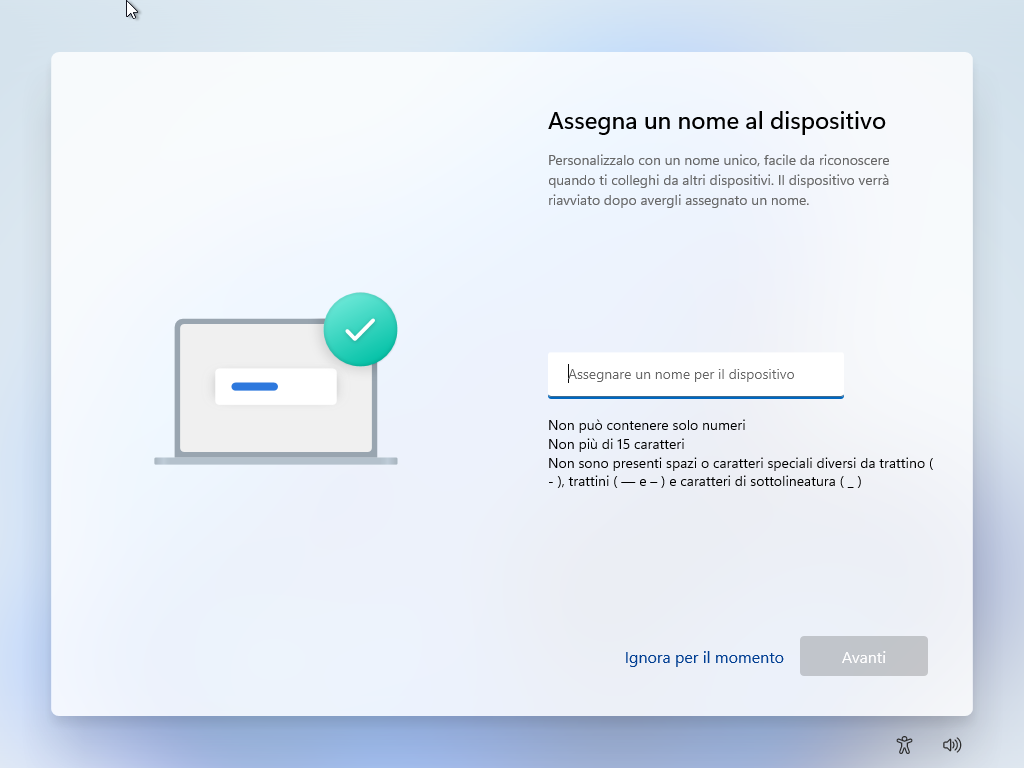 Assegna un nome al dispositivo
Personalizzalo con un nome unico, facile da riconoscere
quando ti colleghi da altri dispositivi. Il dispositivo verrà
riavviato dopo avergli assegnato un nome.
Assegnare un nome per il dispositivo
Non può contenere solo numeri
Non più di 15 caratteri
Non sono presenti spazi o caratteri speciali diversi da trattino (
- ), trattini ( — e – ) e caratteri di sottolineatura ( _ )
Ignora per il momento
Avanti